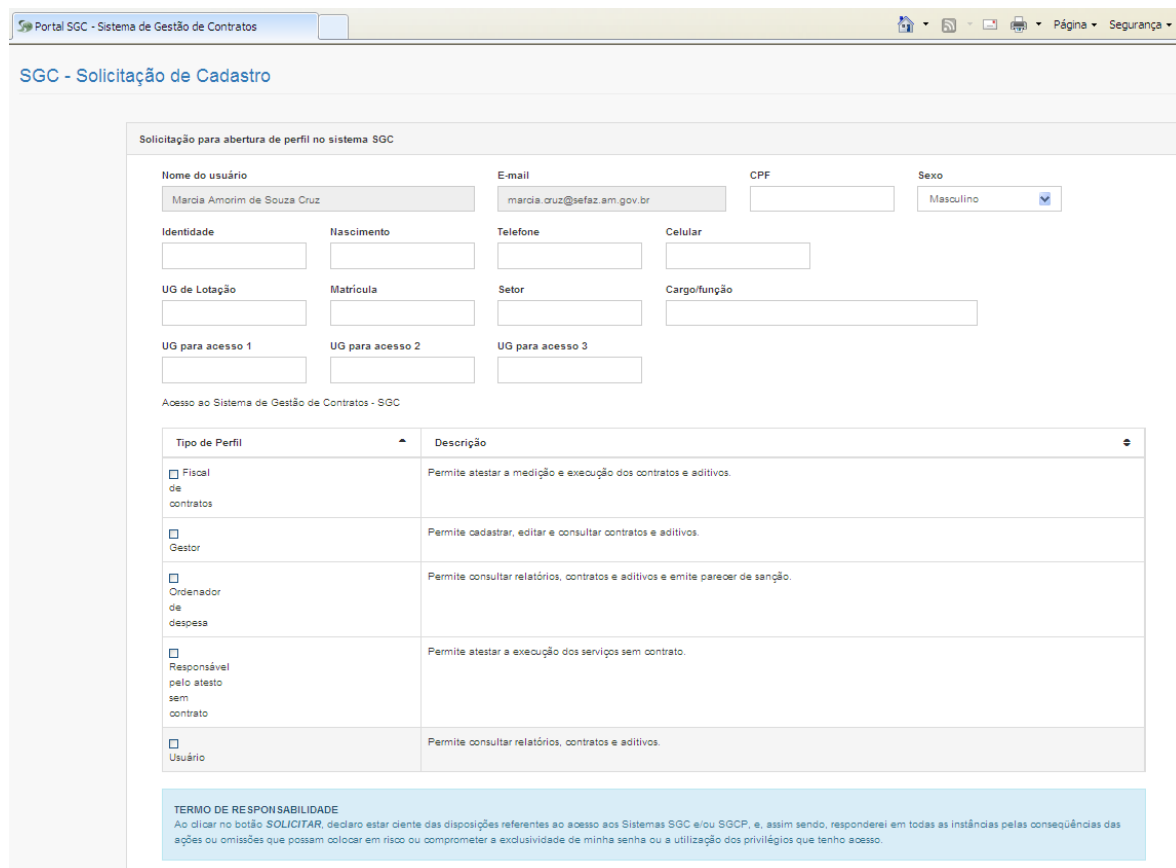 Portal SGC - Sistema de Gestão de Contratos
Página
Segurança
SGC - Solicitação de Cadastro
Solicitação para abertura de perfil no sistema SGC
Nome do usuário E-mail CPF Sexo
Marcia Amorim de Souza Cruz marcia.cruz@sefaz.am.gov.br Masculino
Identidade Nascimento Telefone Celular
UG de Lotação Matrícula Setor Cargo/função
UG para acesso 1 UG para acesso 2 UG para acesso 3
Acesso ao Sistema de Gestão de Contratos - SGC
Tipo de Perfil Descrição
Fiscal Permite atestar a medição e execução dos contratos e aditivos.
de
contratos
Permite cadastrar, editar e consultar contratos e aditivos.
Gestor
Permite consultar relatórios, contratos e aditivos e emite parecer de sanção.
Ordenador
de
despesa
Permite atestar a execução dos serviços sem contrato.
Responsável
pelo atesto
sem
contrato
Permite consultar relatórios, contratos e aditivos.
Usuário
TERMO DE RESPONSABILIDADE
Ao clicar no botão SOLICITAR, declaro estar ciente das disposições referentes ao acesso aos Sistemas SGC e/ou SGCP, e, assim sendo, responderei em todas as instâncias pelas conseqüências das
ações ou omissões que possam colocar em risco ou comprometer a exclusividade de minha senha ou a utilização dos privilégios que tenho acesso.